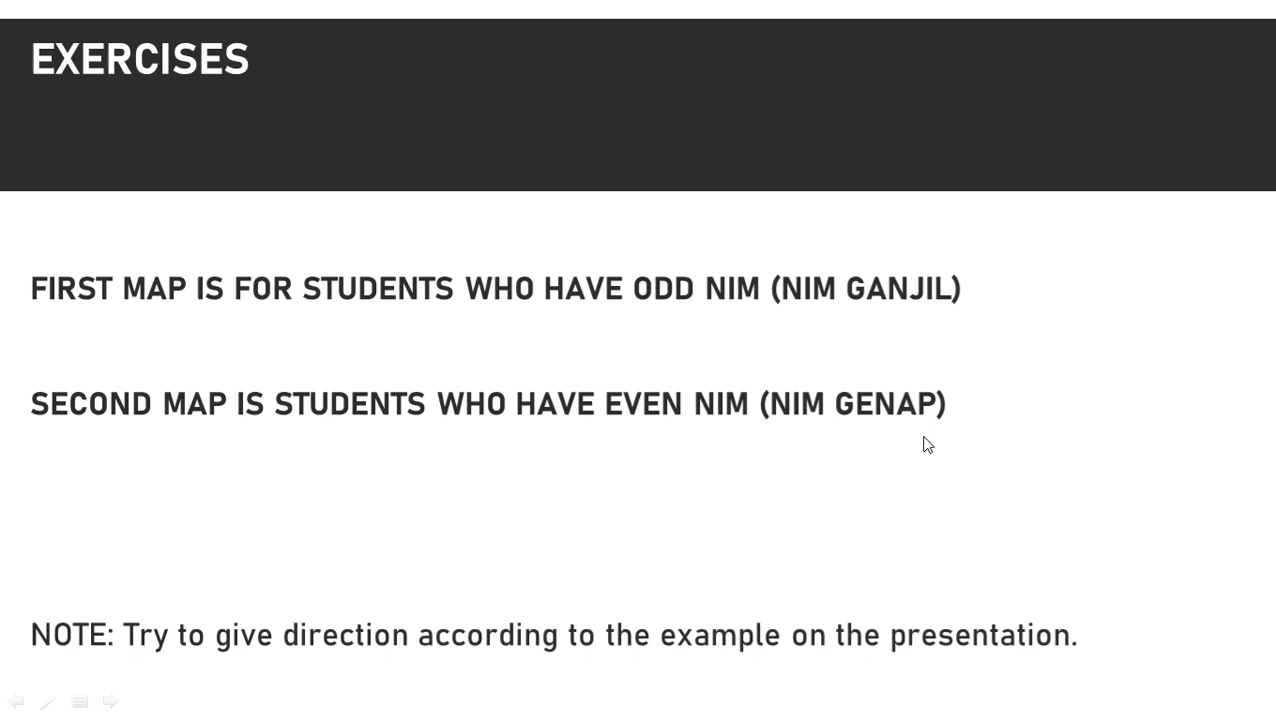 EXERCISES
FIRST MAP IS FOR STUDENTS WHO HAVE ODD NIM (NIM GANJIL)
SECOND MAP IS STUDENTS WHO HAVE EVEN NIM (NIM GENAP)
NOTE: Try to give direction according to the example on the presentation.